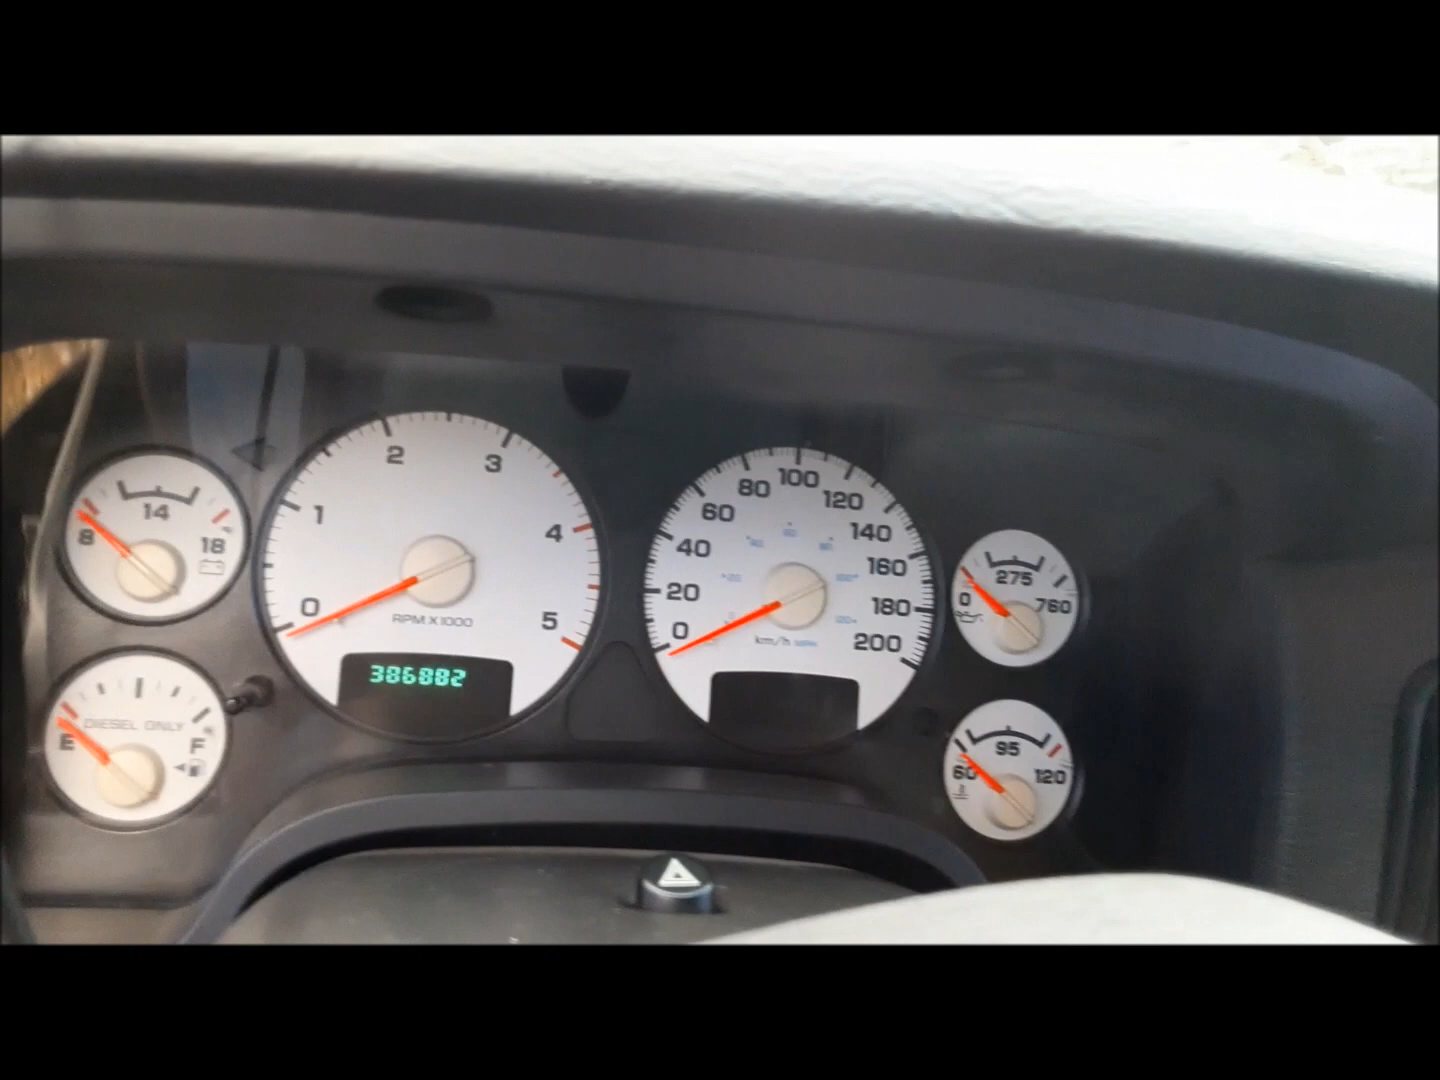 8 14 18
DIESEL ONLY
E F
0 1 2 3 4 5
RPM X 1000
386882
0 20 40 60 80 100 120 140 160 180 200
km/h
0 275 760
60 95 120